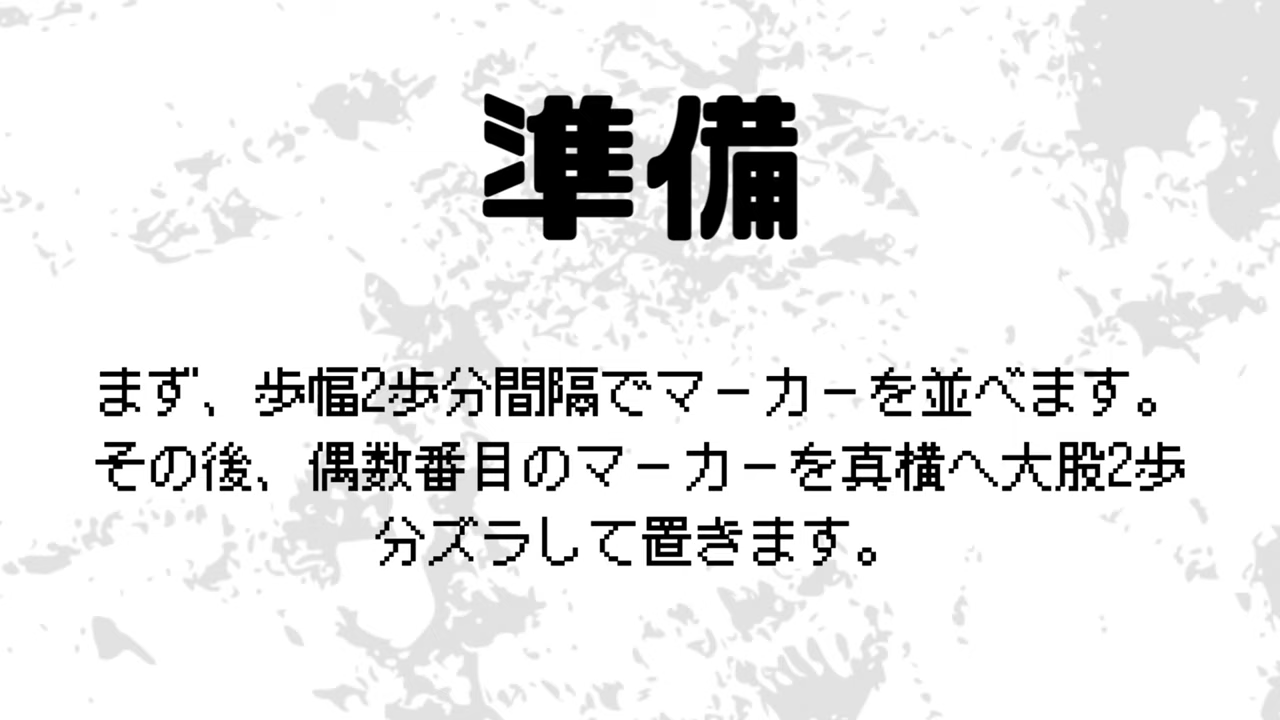 準備
まず、歩幅2歩分間隔でマーカーを並べます。
その後、偶数番目のマーカーを真横へ大股2歩
分ズラして置きます。